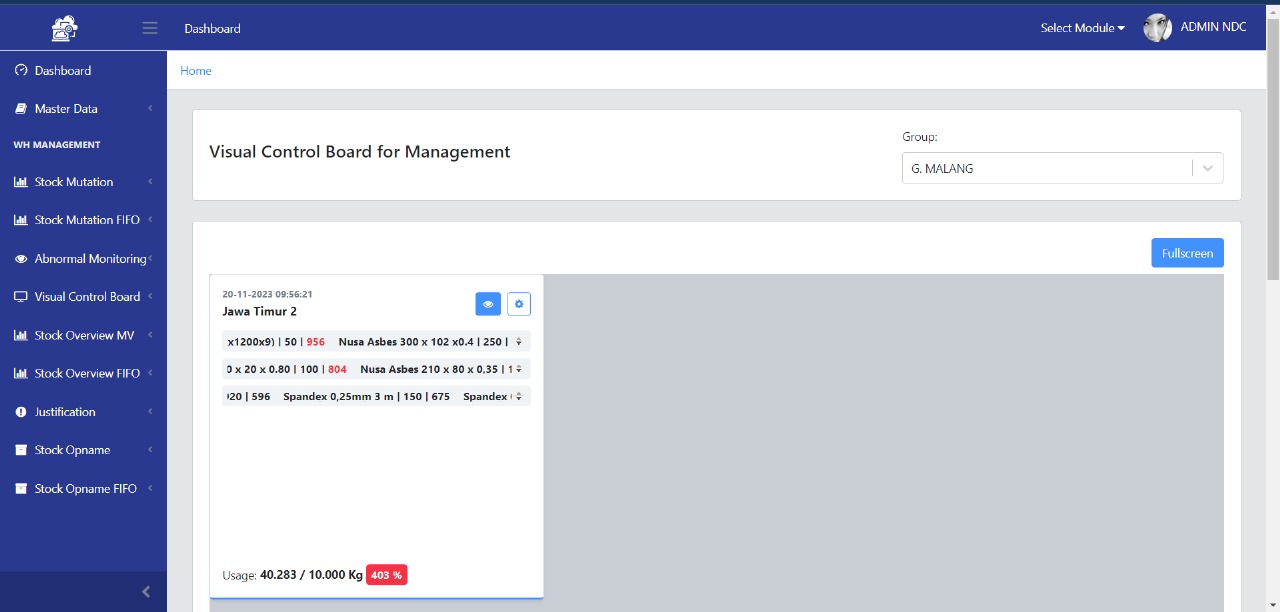 Dashboard
Select Module
ADMIN NDC
Dashboard
Master Data
WH MANAGEMENT
Stock Mutation
Stock Mutation FIFO
Abnormal Monitoring
Visual Control Board
Stock Overview MV
Stock Overview FIFO
Justification
Stock Opname
Stock Opname FIFO
Home
Visual Control Board for Management
Group:
G. MALANG
Fullscreen
20-11-2023 09:56:21
Jawa Timur 2
x1200x9) | 50 | 956 Nusa Asbes 300 x 102 x0.4 | 250 |
0 x 20 x 0.80 | 100 | 804 Nusa Asbes 210 x 80 x 0,35 | 1
20 | 596 Spandex 0,25mm 3 m | 150 | 675 Spandex
Usage: 40.283 / 10.000 Kg 403 %